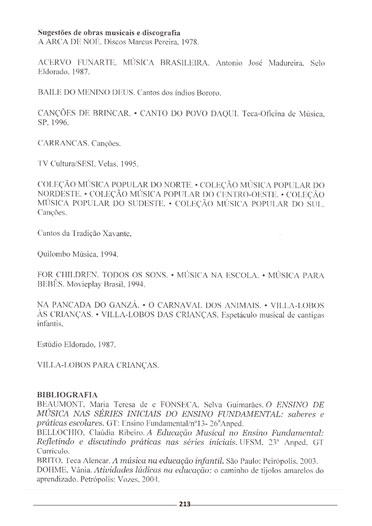 Sugestões de obras musicais e discografia
A ARCA DE NOÉ. Discos Marcus Pereira, 1978.
ACERVO FUNARTE. MÚSICA BRASILEIRA. Antonio José Madureira, Selo
Eldorado, 1987.
BAILE DO MENINO DEUS. Cantos dos índios Bororo.
CANÇÕES DE BRINCAR. • CANTO DO POVO DAQUI. Teca-Oficina de Música,
SP, 1996.
CARRANCAS. Canções.
TV Cultura/SESI; Velas, 1995.
COLEÇÃO MÚSICA POPULAR DO NORTE. • COLEÇÃO MÚSICA POPULAR DO
NORDESTE. • COLEÇÃO MÚSICA POPULAR DO CENTRO-OESTE. • COLEÇÃO
MÚSICA POPULAR DO SUDESTE. • COLEÇÃO MÚSICA POPULAR DO SUL.
Canções.
Cantos da Tradição Xavante,
Quilombo Música, 1994.
FOR CHILDREN. TODOS OS SONS. • MÚSICA NA ESCOLA. • MÚSICA PARA
BEBÊS. Movieplay Brasil, 1994.
NA PANCADA DO GANZÁ. • O CARNAVAL DOS ANIMAIS. • VILLA-LOBOS
ÀS CRIANÇAS. • VILLA-LOBOS DAS CRIANÇAS. Espetáculo musical de cantigas
infantis.
Estúdio Eldorado, 1987.
VILLA-LOBOS PARA CRIANÇAS.
BIBLIOGRAFIA
BEAUMONT, Maria Teresa de e FONSECA, Selva Guimarães. O ENSINO DE
MÚSICA NAS SÉRIES INICIAIS DO ENSINO FUNDAMENTAL: saberes e
práticas escolares. GT: Ensino Fundamental/nº13- 26ªAnped.
BELLOCHIO, Claúdia Ribeiro. A Educação Musical no Ensino Fundamental:
Refletindo e discutindo práticas nas séries iniciais. UFSM. 23ª Anped. GT
Currículo.
BRITO, Teca Alencar. A música na educação infantil. São Paulo: Peirópolis, 2003.
DOHME, Vânia. Atividades lúdicas na educação: o caminho de tijolos amarelos do
aprendizado. Petrópolis: Vozes, 2004.
213